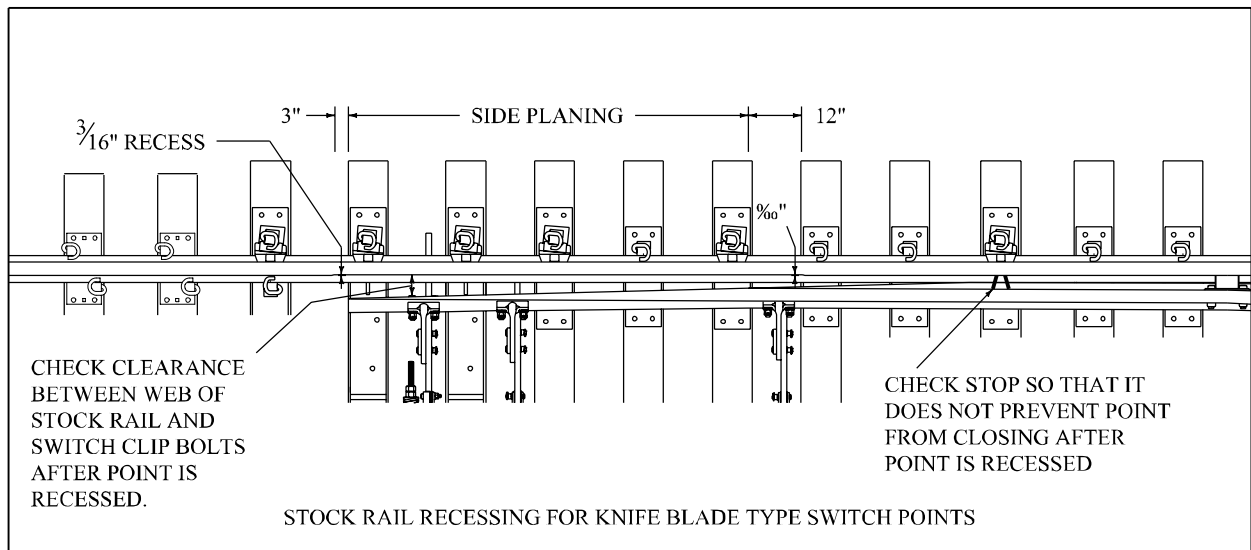 3" SIDE PLANING 12"
3/16" RECESS
‰"
CHECK CLEARANCE
BETWEEN WEB OF
STOCK RAIL AND
SWITCH CLIP BOLTS
AFTER POINT IS
RECESSED.
CHECK STOP SO THAT IT
DOES NOT PREVENT POINT
FROM CLOSING AFTER
POINT IS RECESSED
STOCK RAIL RECESSING FOR KNIFE BLADE TYPE SWITCH POINTS